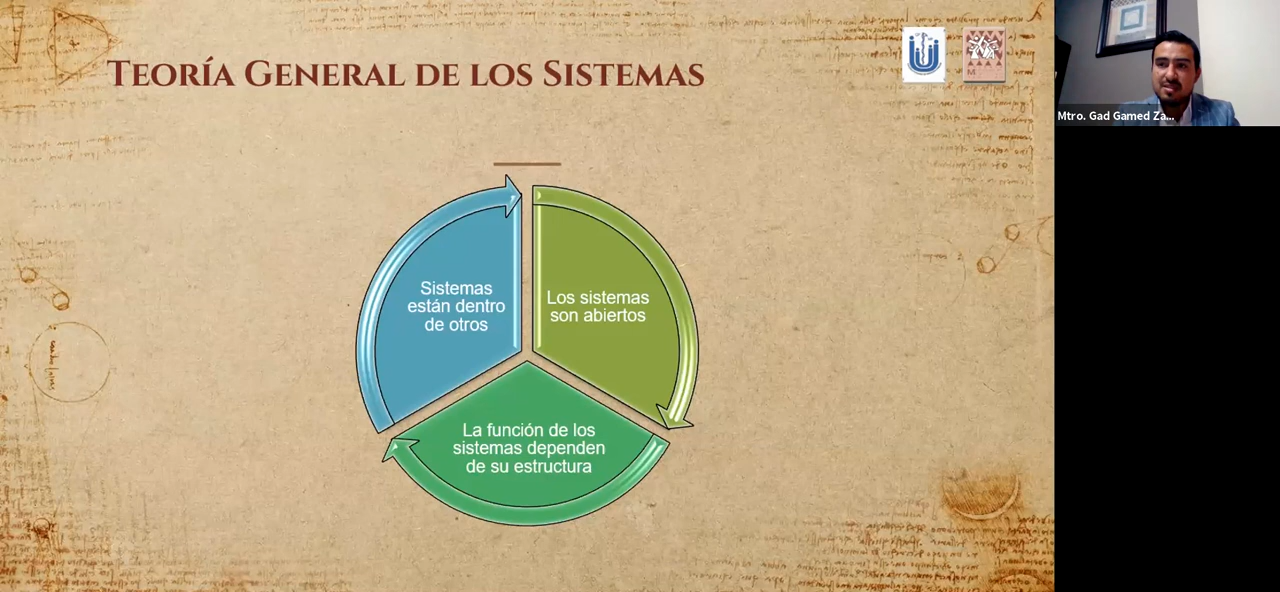 TEORÍA GENERAL DE LOS SISTEMAS
Mtro. Gad Gamed Za...
Sistemas
están dentro
de otros
Los sistemas
son abiertos
La función de los
sistemas dependen
de su estructura